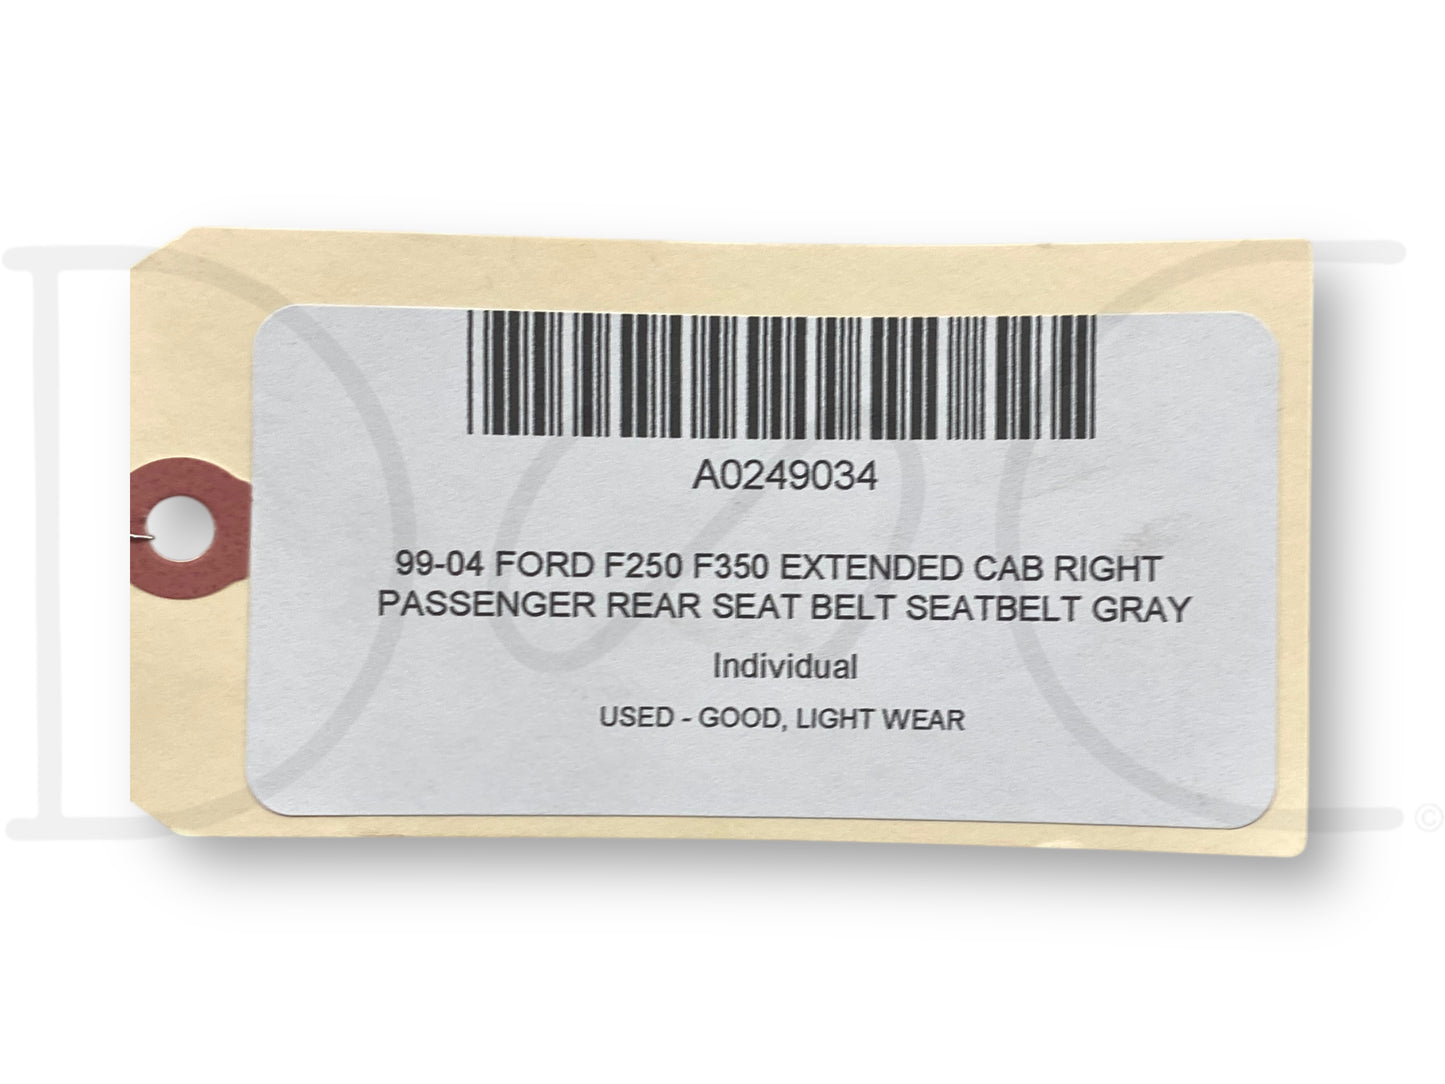 A0249034
99-04 FORD F250 F350 EXTENDED CAB RIGHT
PASSENGER REAR SEAT BELT SEATBELT GRAY
Individual
USED - GOOD, LIGHT WEAR
©